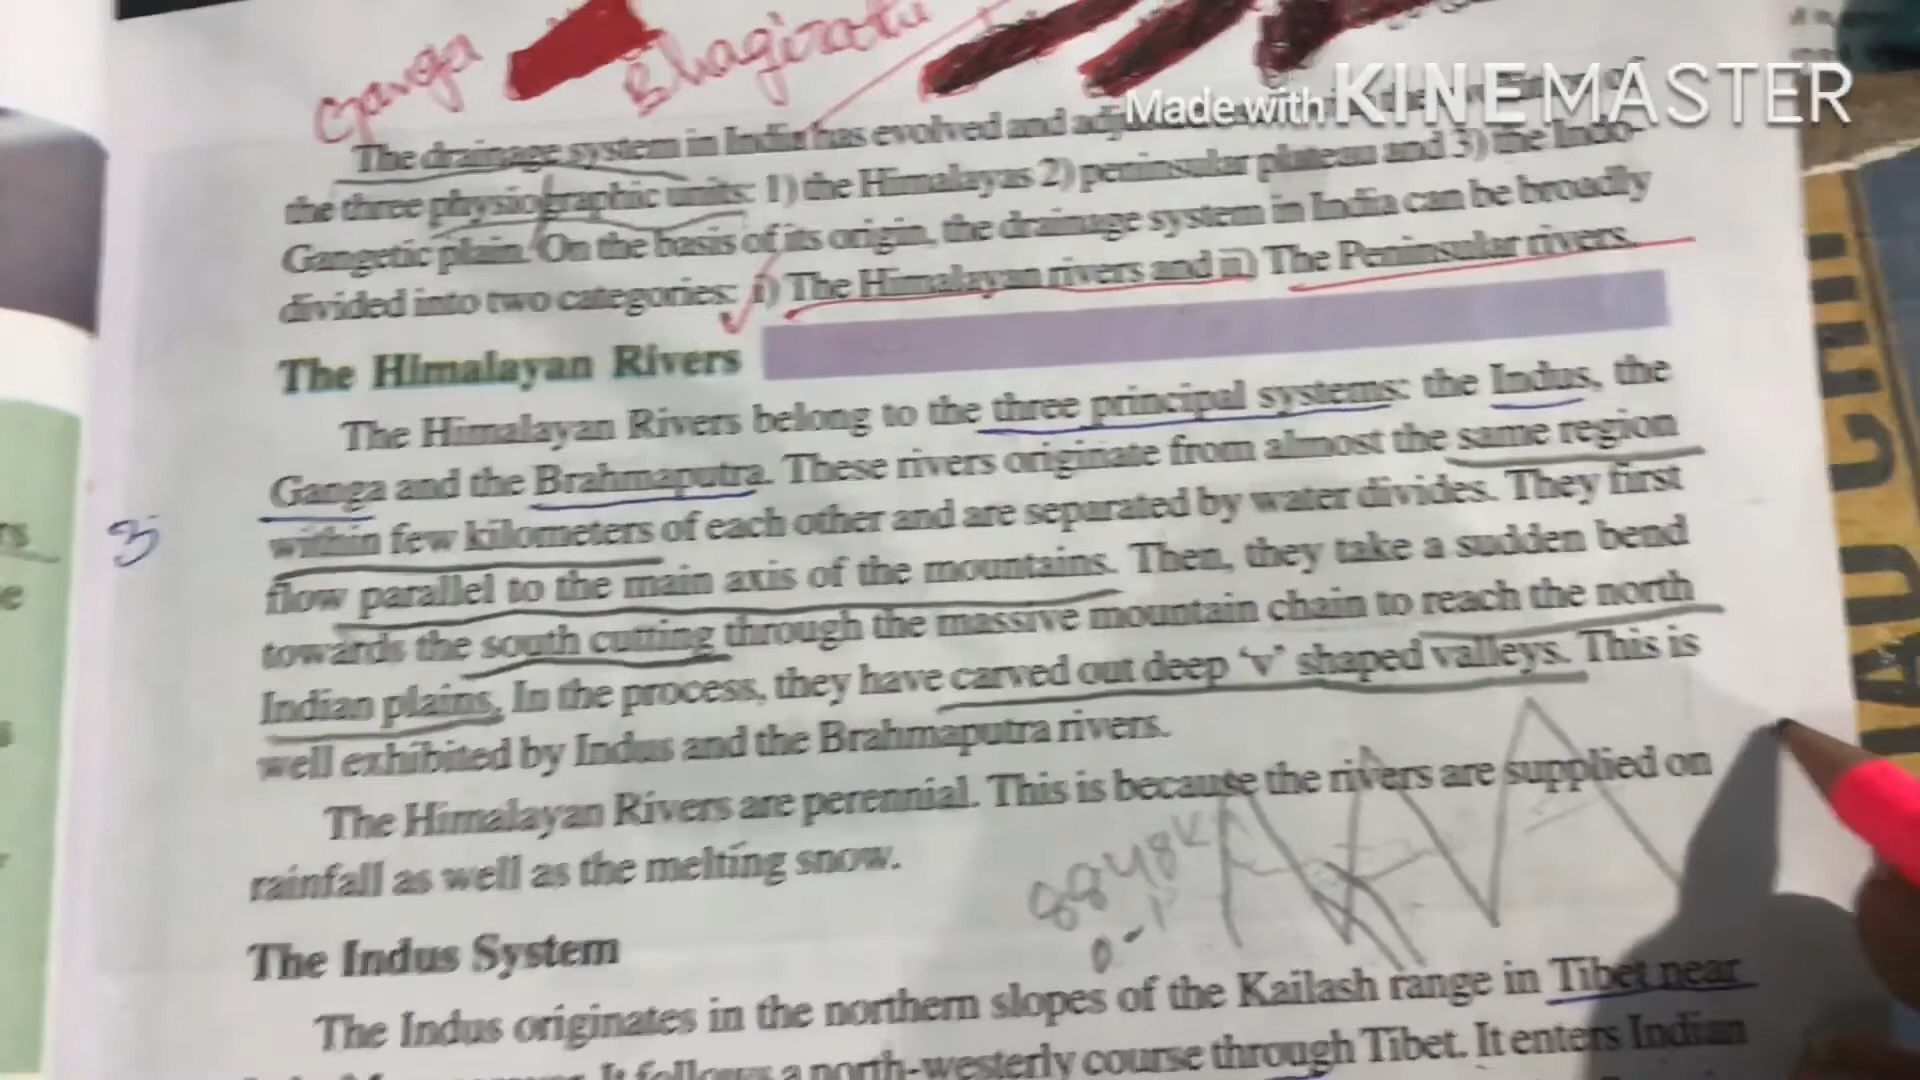 Ganga Bhagirathi
Made with KINEMASTER
The drainage system in India has evolved and of
the three physiographic units: 1) the Himalayas 2) peninsular plateau and 3) the Indo-
Gangetic plain. On the basis of its origin, the drainage system in India can be broadly
divided into two categories: i) The Himalayan rivers and ii) The Peninsular rivers.
The Himalayan Rivers
The Himalayan Rivers belong to the three principal systems: the Indus, the
Ganga and the Brahmaputra. These rivers originate from almost the same region
within few kilometers of each other and are separated by water divides. They first
flow parallel to the main axis of the mountains. Then, they take a sudden bend
towards the south cutting through the massive mountain chain to reach the north
Indian plains. In the process, they have carved out deep 'v' shaped valleys. This is
well exhibited by Indus and the Brahmaputra rivers.
The Himalayan Rivers are perennial. This is because the rivers are supplied on
rainfall as well as the melting snow.
8848
The Indus System
The Indus originates in the northern slopes of the Kailash range in Tibet near
It follows a north-westerly course through Tibet. It enters Indian